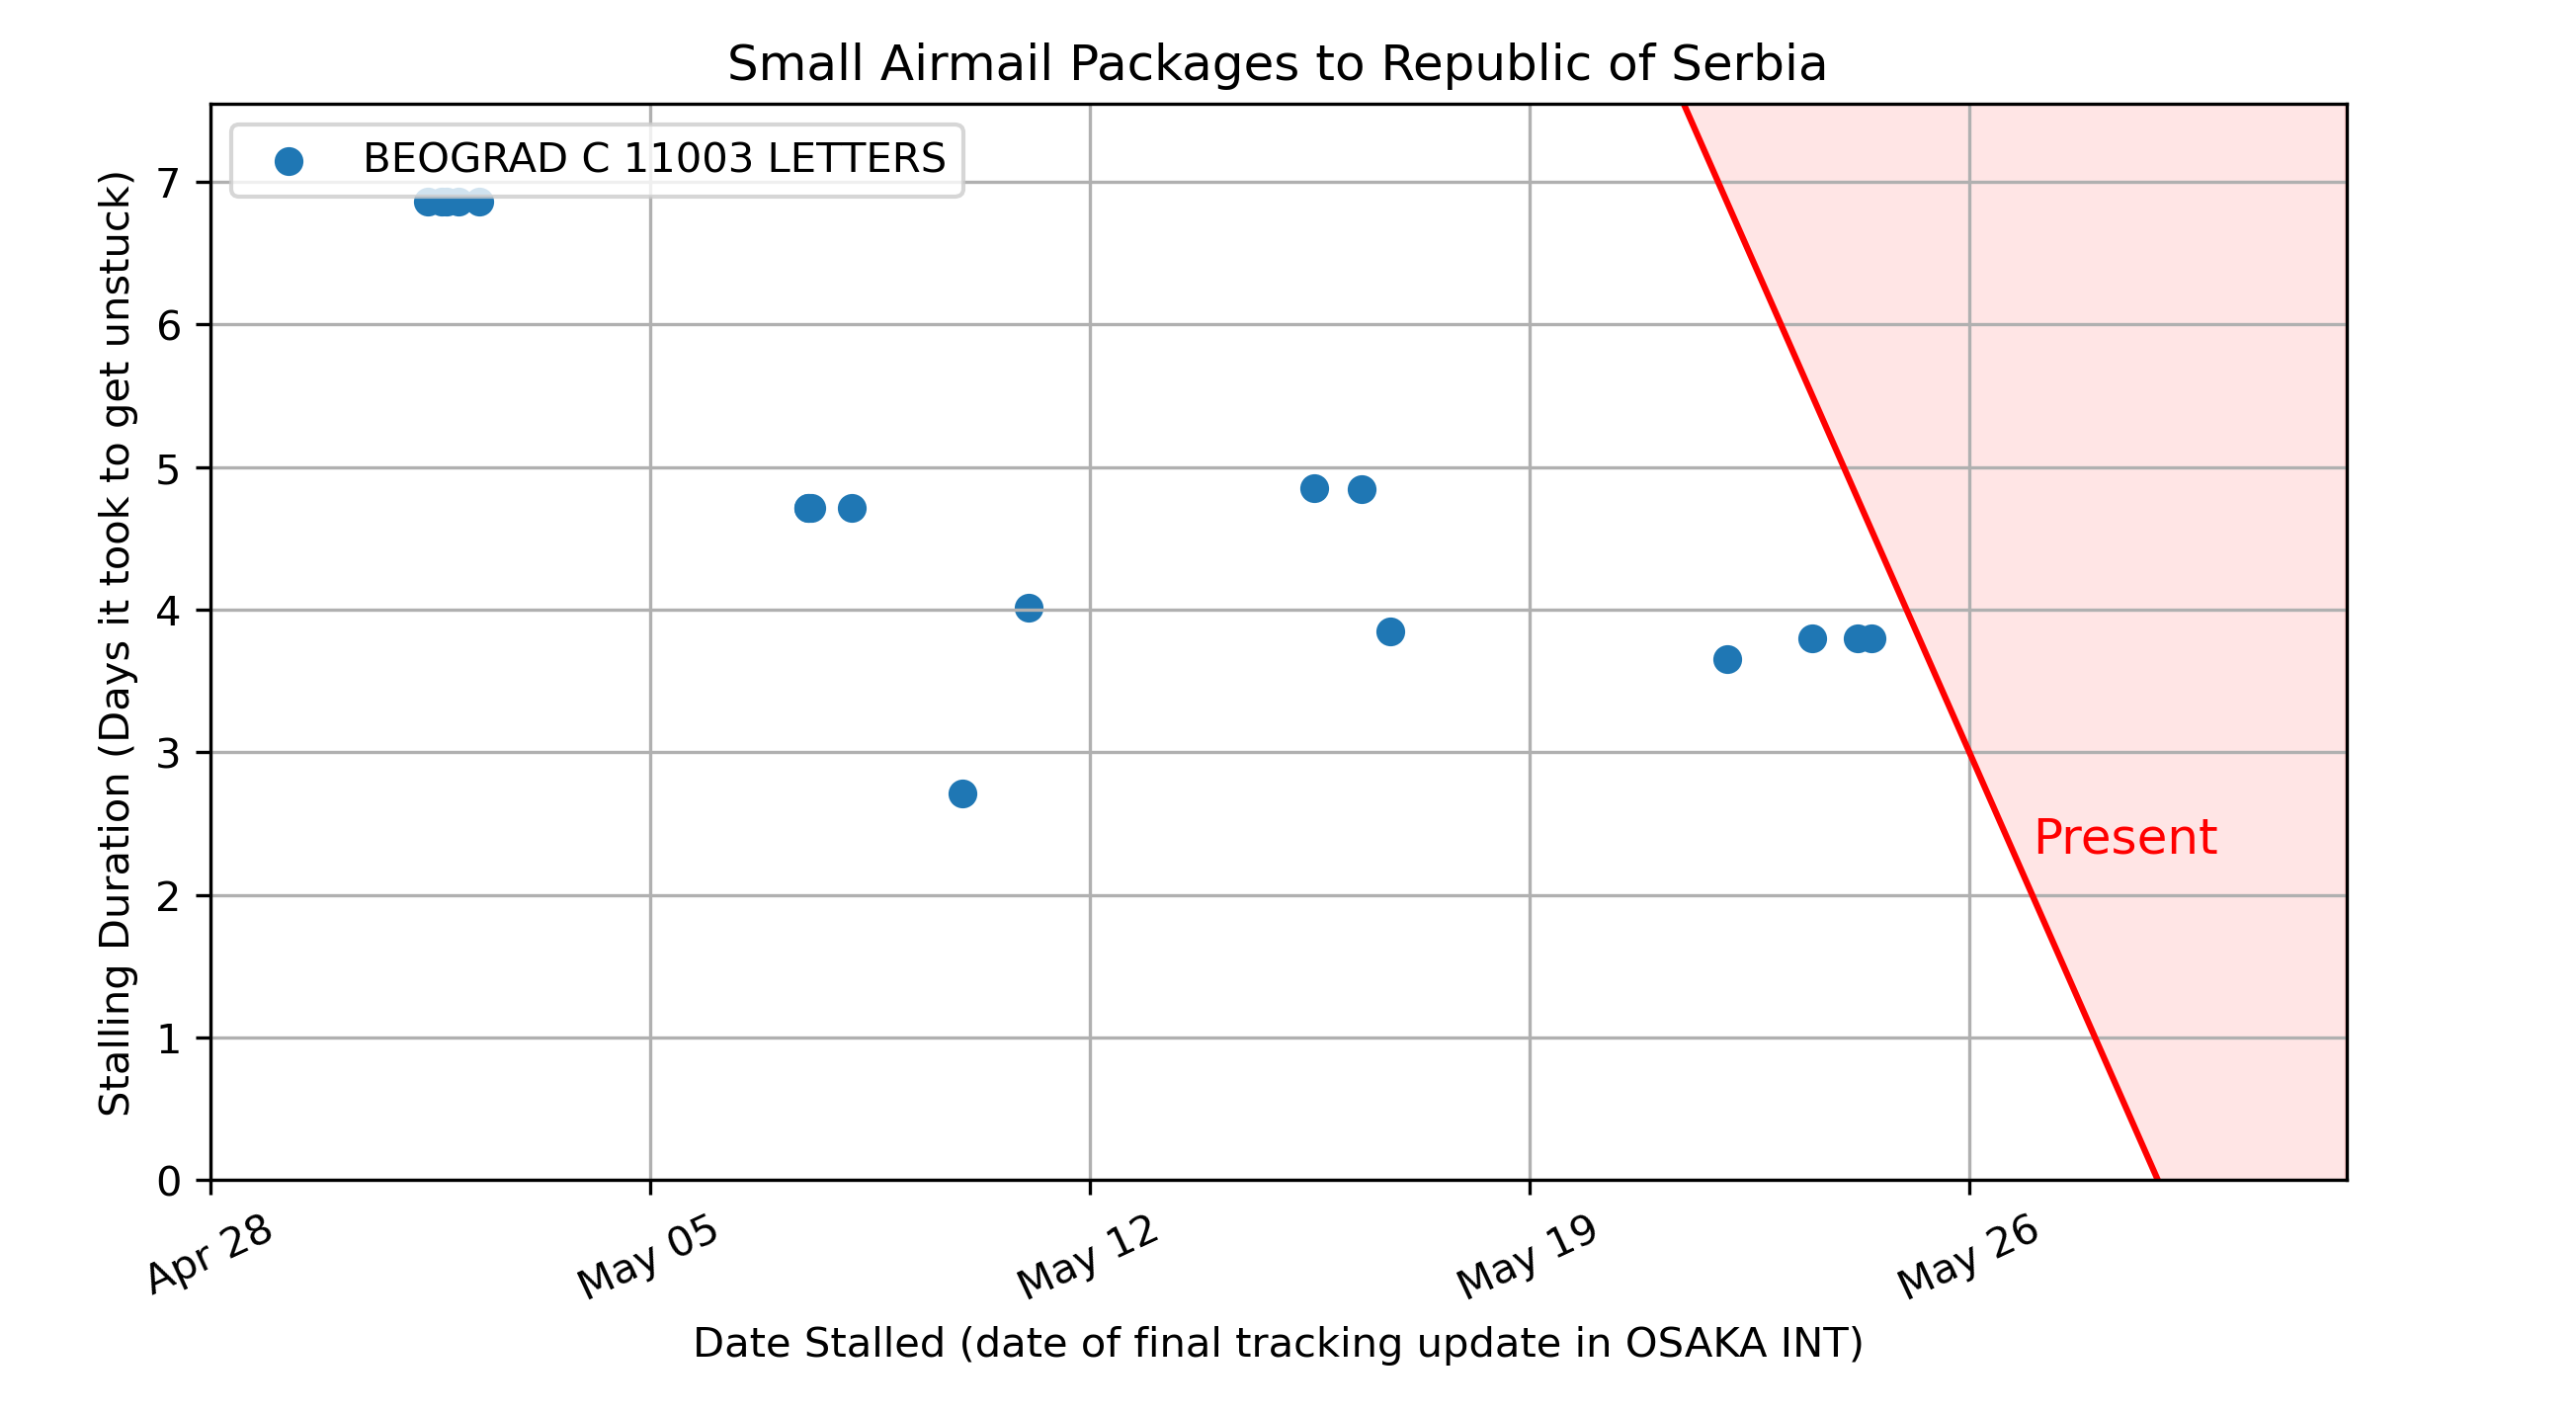 Small Airmail Packages to Republic of Serbia
BEOGRAD C 11003 LETTERS
Stalling Duration (Days it took to get unstuck)
7
6
5
4
3
2
1
0
Present
Apr 28
May 05
May 12
May 19
May 26
Date Stalled (date of final tracking update in OSAKA INT)